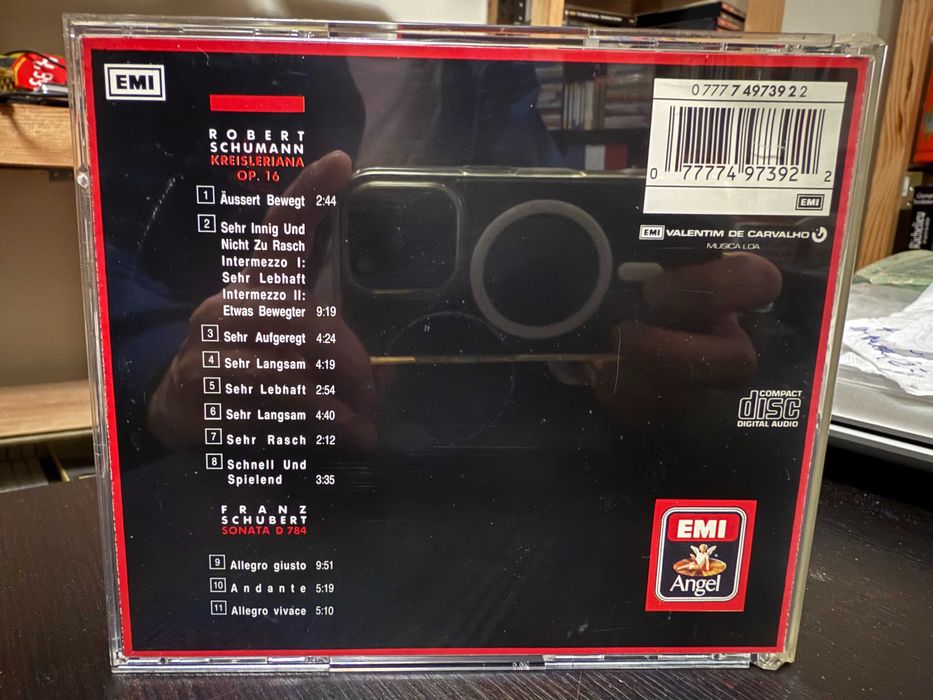 EMI
ROBERT
SCHUMANN
KREISLERIANA
OP. 16
1 Äussert Bewegt 2:44
2 Sehr Innig Und
Nicht Zu Rasch
Intermezzo I:
Sehr Lebhaft
Intermezzo II:
Etwas Bewegter 9:19
3 Sehr Aufgeregt 4:24
4 Sehr Langsam 4:19
5 Sehr Lebhaft 2:54
6 Sehr Langsam 4:40
7 Sehr Rasch 2:12
8 Schnell Und
Spielend 3:35
FRANZ
SCHUBERT
SONATA D 784
9 Allegro giusto 9:51
10 Andante 5:19
11 Allegro vivace 5:10
0777 7 49739 2 2
0 77774 97392 2
EMI
EMI VALENTIM DE CARVALHO
MUSICA LDA
COMPACT
disc
DIGITAL AUDIO
EMI
Angel